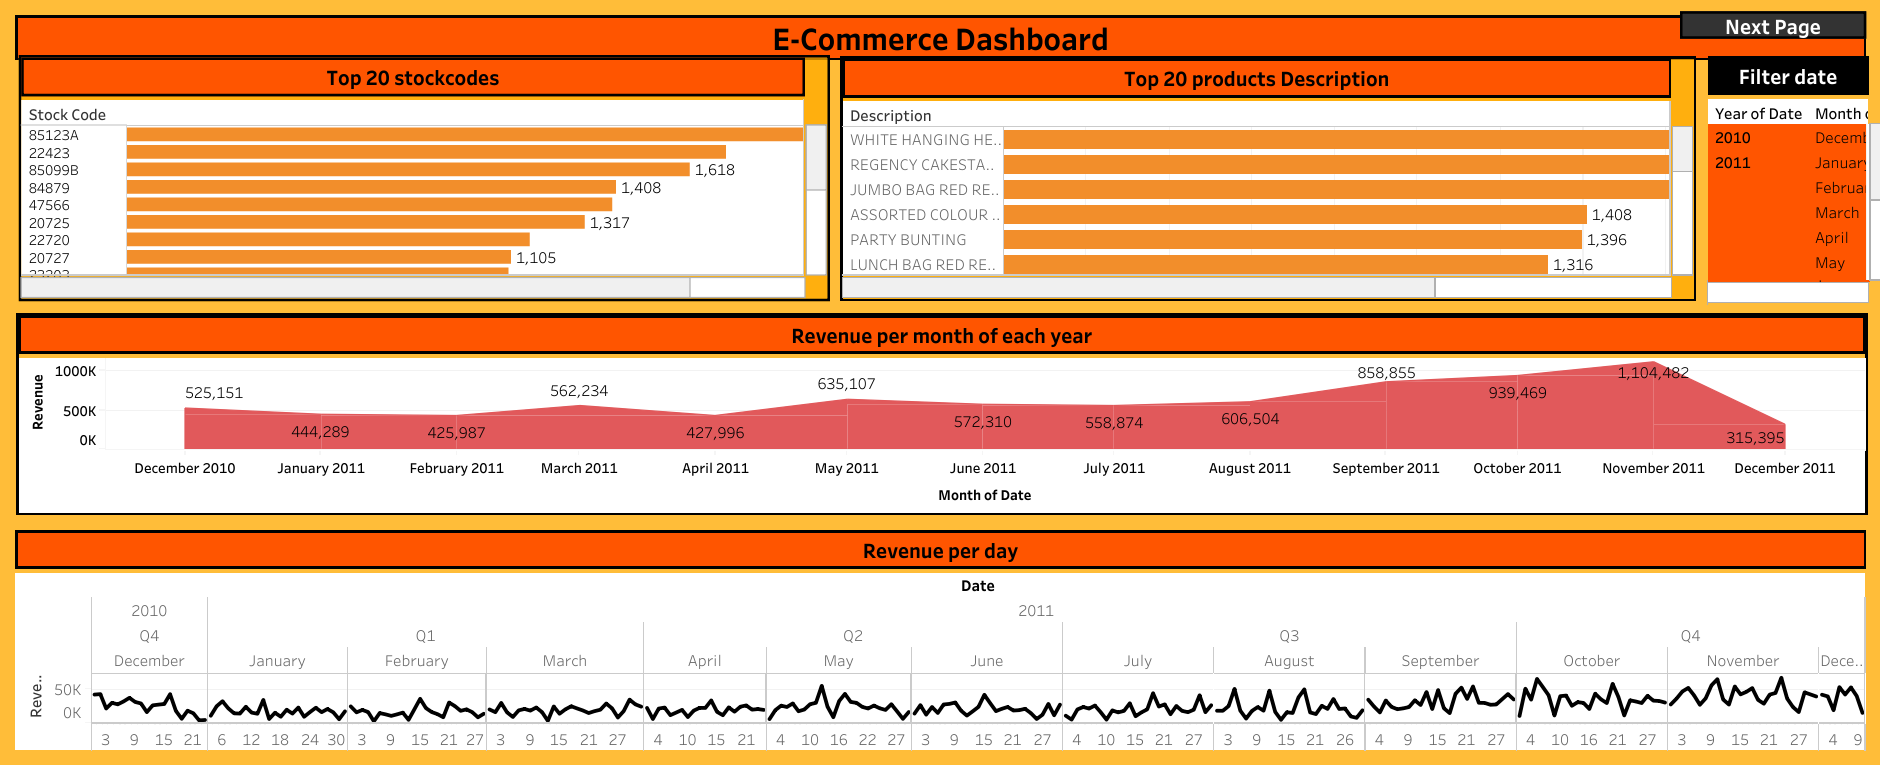 E-Commerce Dashboard
Next Page
Top 20 stockcodes
Stock Code
85123A
22423
85099B 1,618
84879 1,408
47566
20725 1,317
22720
20727 1,105
Top 20 products Description
Description
WHITE HANGING HE..
REGENCY CAKESTA..
JUMBO BAG RED RE..
ASSORTED COLOUR .. 1,408
PARTY BUNTING 1,396
LUNCH BAG RED RE.. 1,316
Filter date
Year of Date Month
2010 Decem
2011 January
Februa
March
April
May
Revenue per month of each year
Revenue
1000K
500K
0K
525,151 444,289 425,987 562,234 427,996 635,107 572,310 558,874 606,504 858,855 939,469 1,104,482 315,395
December 2010 January 2011 February 2011 March 2011 April 2011 May 2011 June 2011 July 2011 August 2011 September 2011 October 2011 November 2011 December 2011
Month of Date
Revenue per day
Date
2010 2011
Q4 Q1 Q2 Q3 Q4
December January February March April May June July August September October November Dece..
Reve..
50K
0K
3 9 15 21 6 12 18 24 30 3 9 15 21 27 3 9 15 21 27 4 10 15 21 4 10 16 22 27 3 9 15 21 27 4 10 15 21 27 3 9 15 21 26 4 9 15 21 27 4 10 16 21 27 3 9 15 21 27 4 9